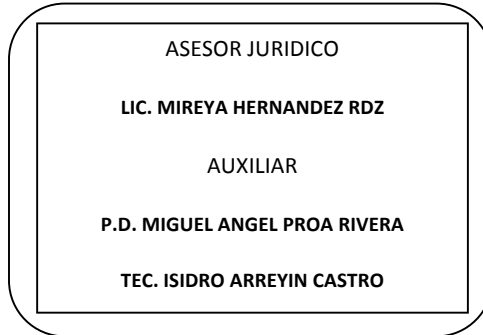 ASESOR JURIDICO
LIC. MIREYA HERNANDEZ RDZ
AUXILIAR
P.D. MIGUEL ANGEL PROA RIVERA
TEC. ISIDRO ARREYIN CASTRO